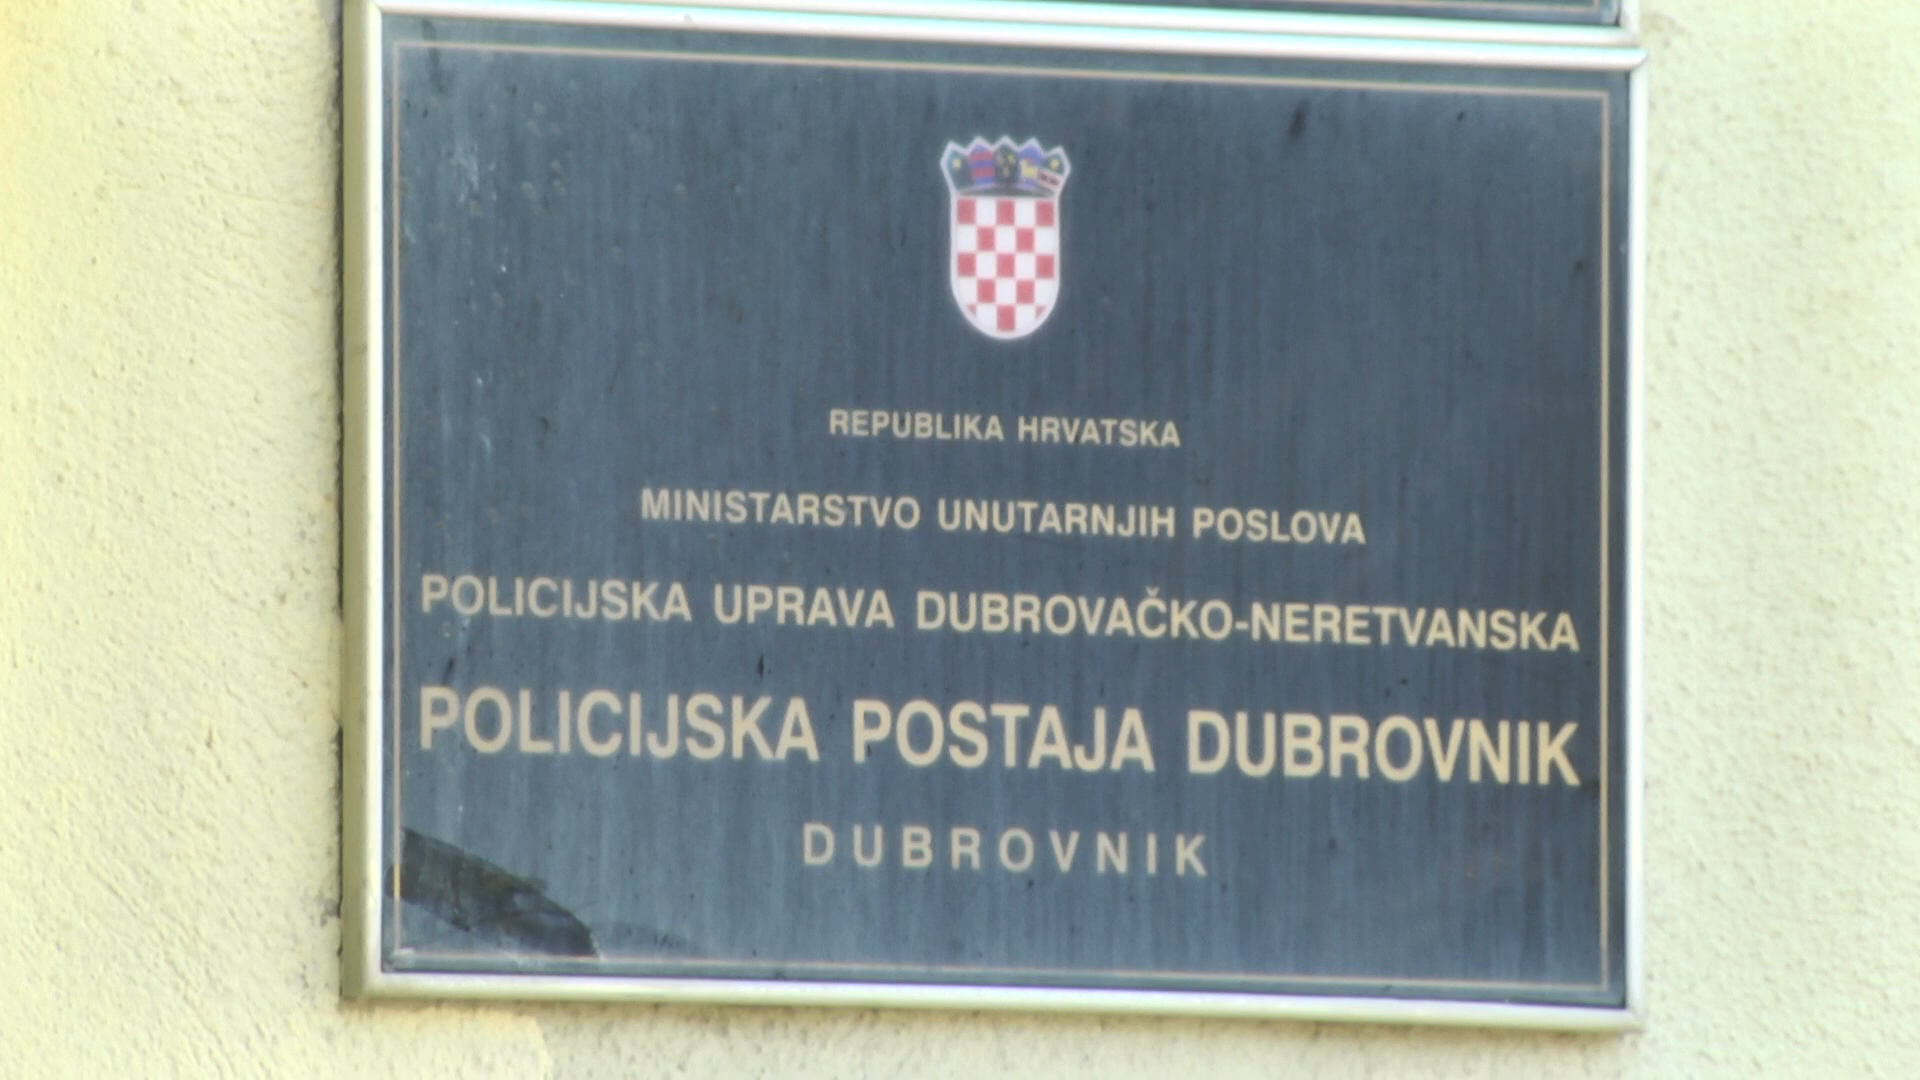 REPUBLIKA HRVATSKA
MINISTARSTVO UNUTARNJIH POSLOVA
POLICIJSKA UPRAVA DUBROVAČKO-NERETVANSKA
POLICIJSKA POSTAJA DUBROVNIK
DUBROVNIK